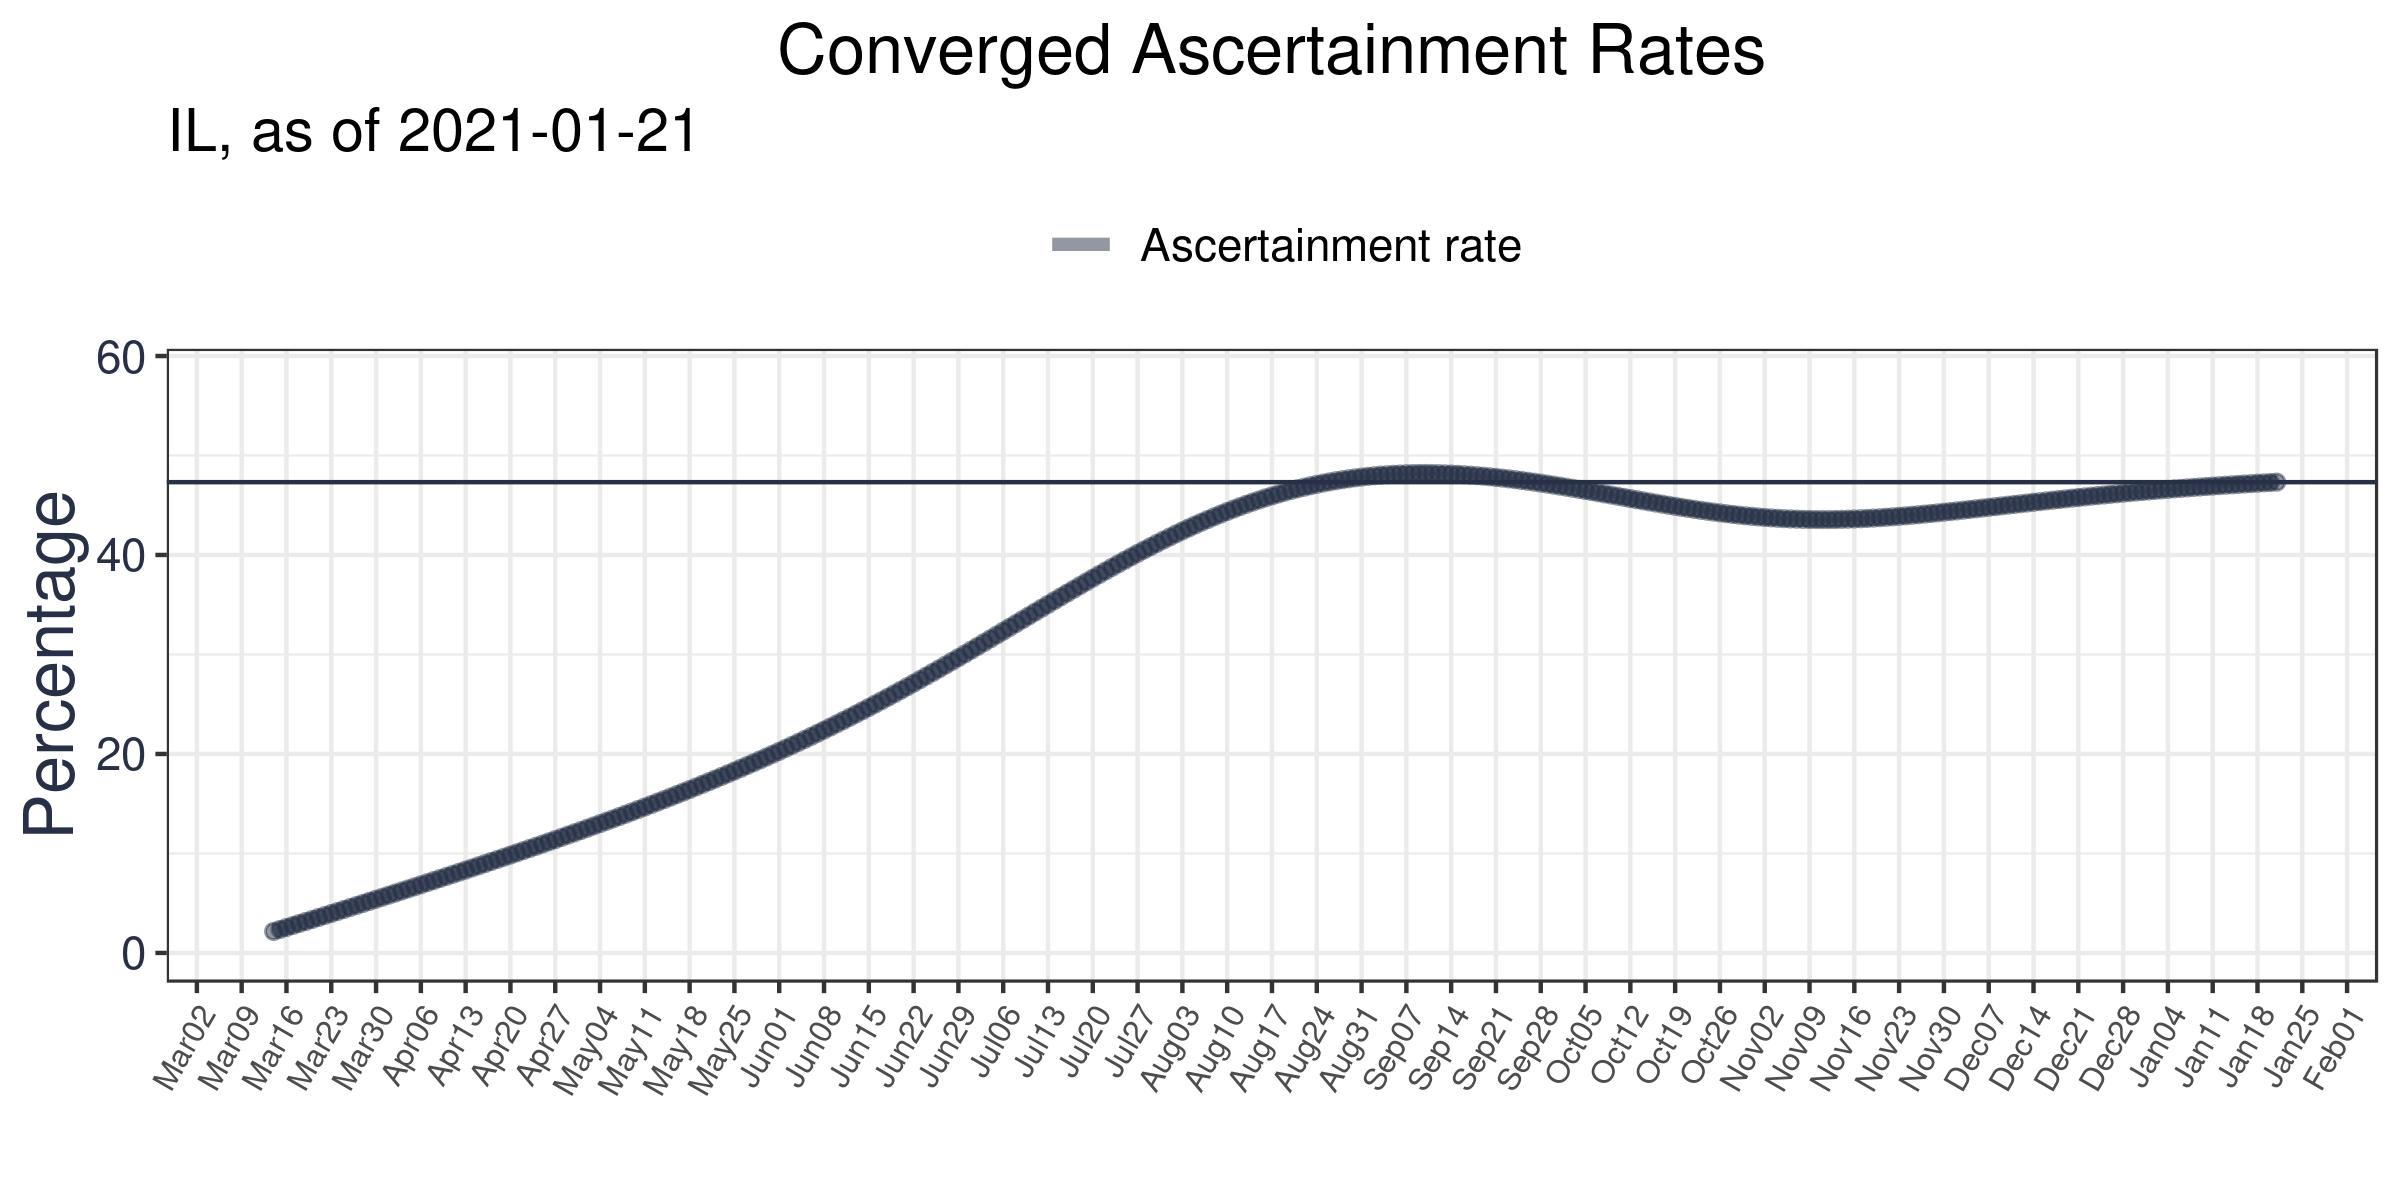 Converged Ascertainment Rates
IL, as of 2021-01-21
Ascertainment rate
Percentage
60
40
20
0
Mar02 Mar09 Mar16 Mar23 Mar30 Apr06 Apr13 Apr20 Apr27 May04 May11 May18 May25 Jun01 Jun08 Jun15 Jun22 Jun29 Jul06 Jul13 Jul20 Jul27 Aug03 Aug10 Aug17 Aug24 Aug31 Sep07 Sep14 Sep21 Sep28 Oct05 Oct12 Oct19 Oct26 Nov02 Nov09 Nov16 Nov23 Nov30 Dec07 Dec14 Dec21 Dec28 Jan04 Jan11 Jan18 Jan25 Feb01